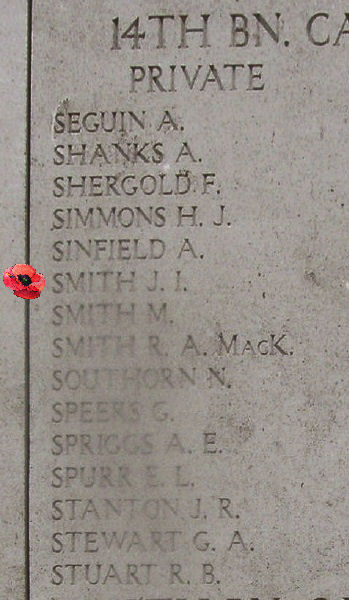 14TH BN. CA
PRIVATE
SEGUIN A.
SHANKS A.
SHERGOLD F.
SIMMONS H. J.
SINFIELD A.
SMITH J. I.
SMITH M.
SMITH R. A. MacK.
SOUTHORN N.
SPEERS G.
SPRIGGS A. E.
SPURR E. L.
STANTON J. R.
STEWART G. A.
STUART R. B.